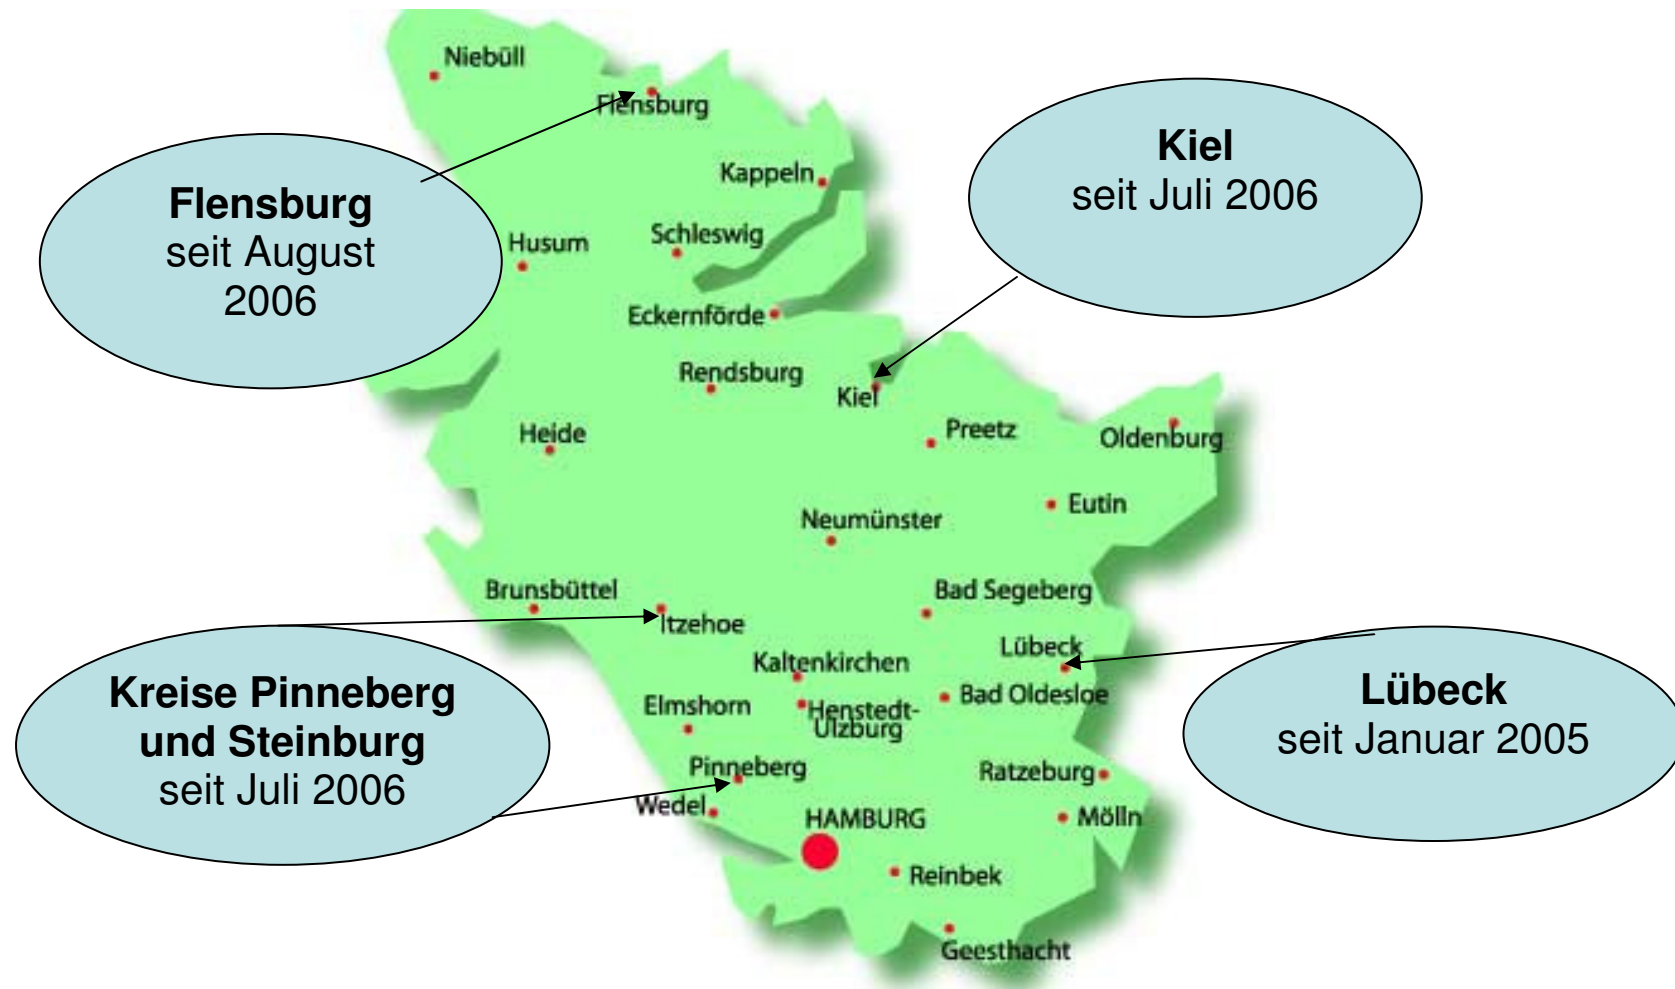 Niebüll
Flensburg
Kiel
seit Juli 2006
Kappeln
Flensburg
seit August
2006
Husum
Schleswig
Eckernförde
Rendsburg
Kiel
Preetz
Oldenburg
Heide
Eutin
Neumünster
Brunsbüttel
Bad Segeberg
Itzehoe
Lübeck
Kaltenkirchen
Kreise Pinneberg
und Steinburg
seit Juli 2006
Lübeck
seit Januar 2005
Elmshorn
Henstedt-
Ulzburg
Bad Oldesloe
Pinneberg
Ratzeburg
Wedel
HAMBURG
Mölln
Reinbek
Geesthacht